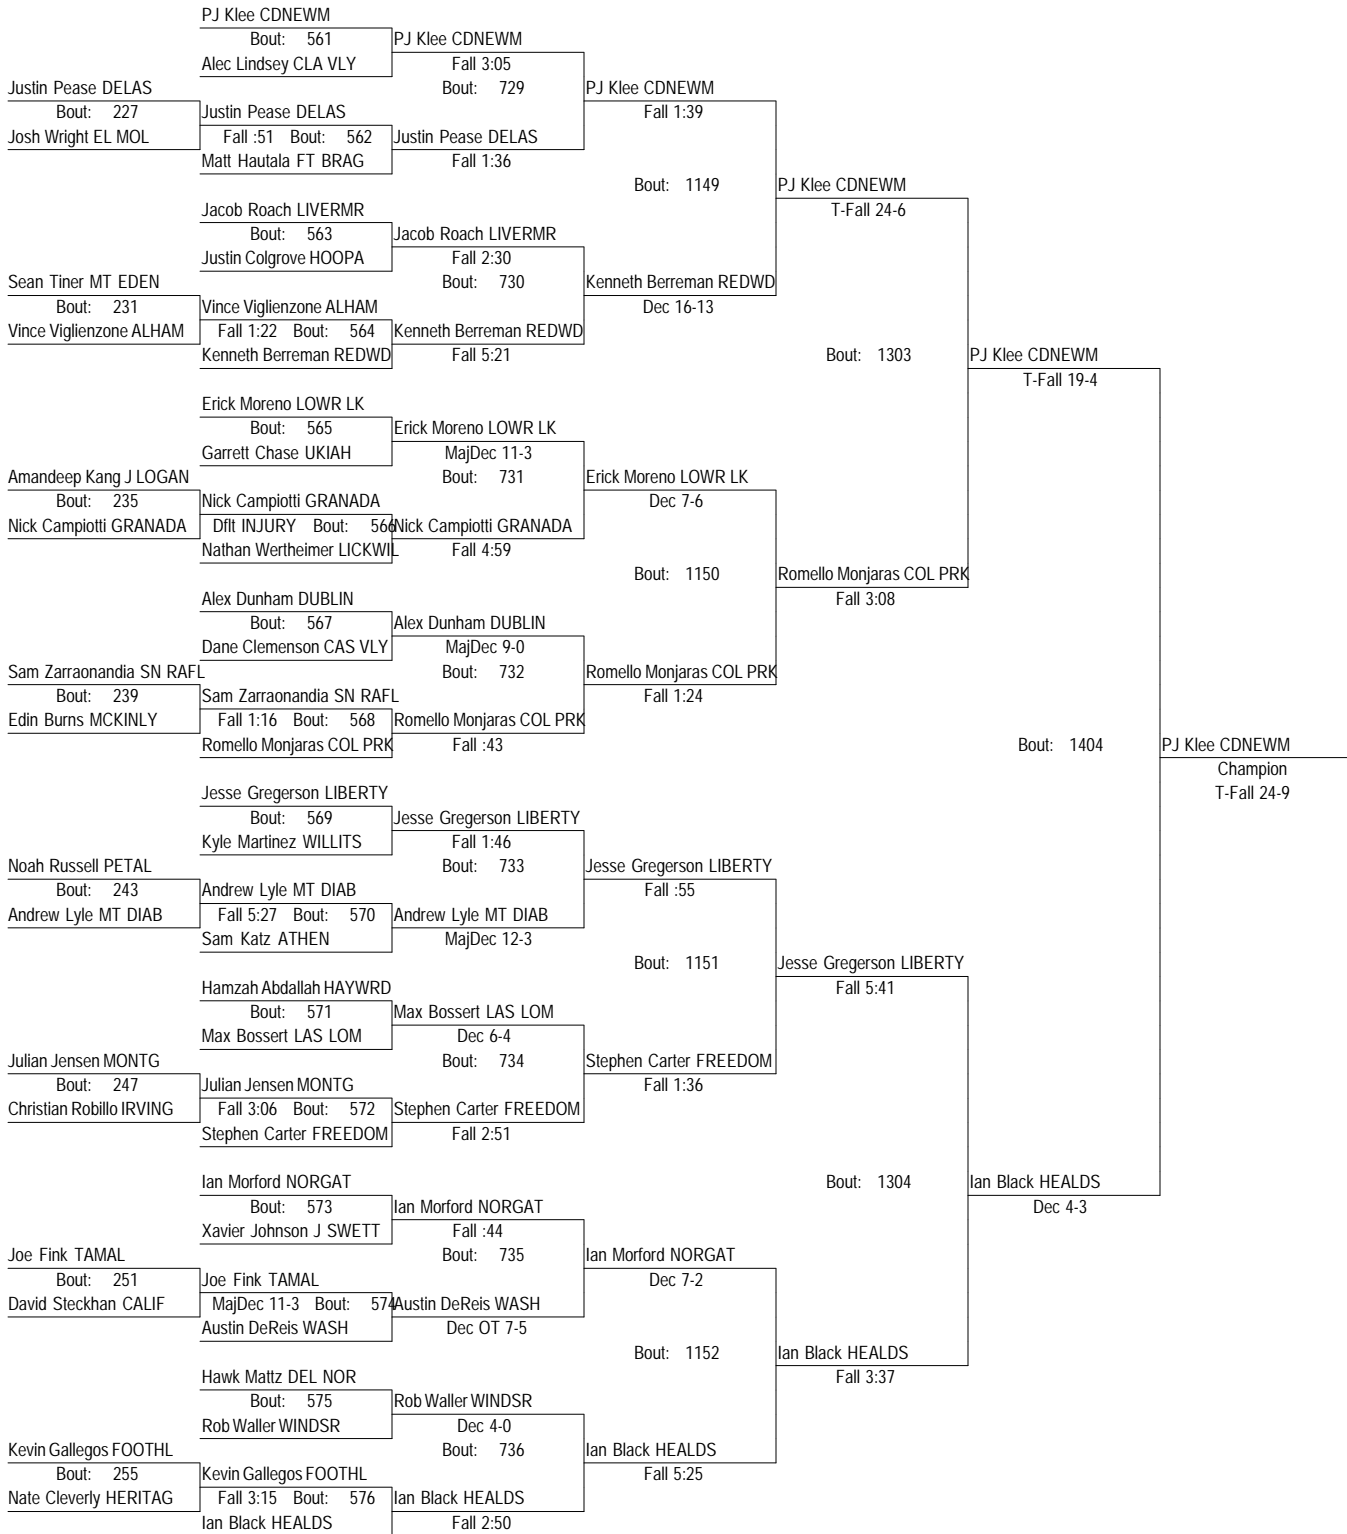 PJ Klee CDNEWM
Bout: 561 PJ Klee CDNEWM
Alec Lindsey CLA VLY Fall 3:05
Justin Pease DELAS Bout: 729 PJ Klee CDNEWM
Bout: 227 Justin Pease DELAS Fall 1:39
Josh Wright EL MOL Fall :51 Bout: 562 Justin Pease DELAS
Matt Hautala FT BRAG Fall 1:36
Bout: 1149 PJ Klee CDNEWM
Jacob Roach LIVERMR T-Fall 24-6
Bout: 563 Jacob Roach LIVERMR
Justin Colgrove HOOPA Fall 2:30
Sean Tiner MT EDEN Bout: 730 Kenneth Berreman REDWD
Bout: 231 Vince Viglienzone ALHAM Dec 16-13
Vince Viglienzone ALHAM Fall 1:22 Bout: 564 Kenneth Berreman REDWD
Kenneth Berreman REDWD Fall 5:21 Bout: 1303 PJ Klee CDNEWM
T-Fall 19-4
Erick Moreno LOWR LK
Bout: 565 Erick Moreno LOWR LK
Garrett Chase UKIAH MajDec 11-3
Amandeep Kang J LOGAN Bout: 731 Erick Moreno LOWR LK
Bout: 235 Nick Campiotti GRANADA Dec 7-6
Nick Campiotti GRANADA Dflt INJURY Bout: 566 Nick Campiotti GRANADA
Nathan Wertheimer LICKWIL Fall 4:59
Bout: 1150 Romello Monjaras COL PRK
Alex Dunham DUBLIN Fall 3:08
Bout: 567 Alex Dunham DUBLIN
Dane Clemenson CAS VLY MajDec 9-0
Sam Zarraonandia SN RAFL Bout: 732 Romello Monjaras COL PRK
Bout: 239 Sam Zarraonandia SN RAFL Fall 1:24
Edin Burns MCKINLY Fall 1:16 Bout: 568 Romello Monjaras COL PRK
Romello Monjaras COL PRK Fall :43 Bout: 1404 PJ Klee CDNEWM
Champion
Jesse Gregerson LIBERTY T-Fall 24-9
Bout: 569 Jesse Gregerson LIBERTY
Kyle Martinez WILLITS Fall 1:46
Noah Russell PETAL Bout: 733 Jesse Gregerson LIBERTY
Bout: 243 Andrew Lyle MT DIAB Fall :55
Andrew Lyle MT DIAB Fall 5:27 Bout: 570 Andrew Lyle MT DIAB
Sam Katz ATHEN MajDec 12-3
Bout: 1151 Jesse Gregerson LIBERTY
Hamzah Abdallah HAYWRD Fall 5:41
Bout: 571 Max Bossert LAS LOM
Max Bossert LAS LOM Dec 6-4
Julian Jensen MONTG Bout: 734 Stephen Carter FREEDOM
Bout: 247 Julian Jensen MONTG Fall 1:36
Christian Robillo IRVING Fall 3:06 Bout: 572 Stephen Carter FREEDOM
Stephen Carter FREEDOM Fall 2:51
Ian Morford NORGAT Bout: 1304 Ian Black HEALDS
Bout: 573 Ian Morford NORGAT Dec 4-3
Xavier Johnson J SWETT Fall :44
Joe Fink TAMAL Bout: 735 Ian Morford NORGAT
Bout: 251 Joe Fink TAMAL Dec 7-2
David Steckhan CALIF MajDec 11-3 Bout: 574 Austin DeReis WASH
Austin DeReis WASH Dec OT 7-5
Bout: 1152 Ian Black HEALDS
Hawk Mattz DEL NOR Fall 3:37
Bout: 575 Rob Waller WINDSR
Rob Waller WINDSR Dec 4-0
Kevin Gallegos FOOTHL Bout: 736 Ian Black HEALDS
Bout: 255 Kevin Gallegos FOOTHL Fall 5:25
Nate Cleverly HERITAG Fall 3:15 Bout: 576 Ian Black HEALDS
Ian Black HEALDS Fall 2:50